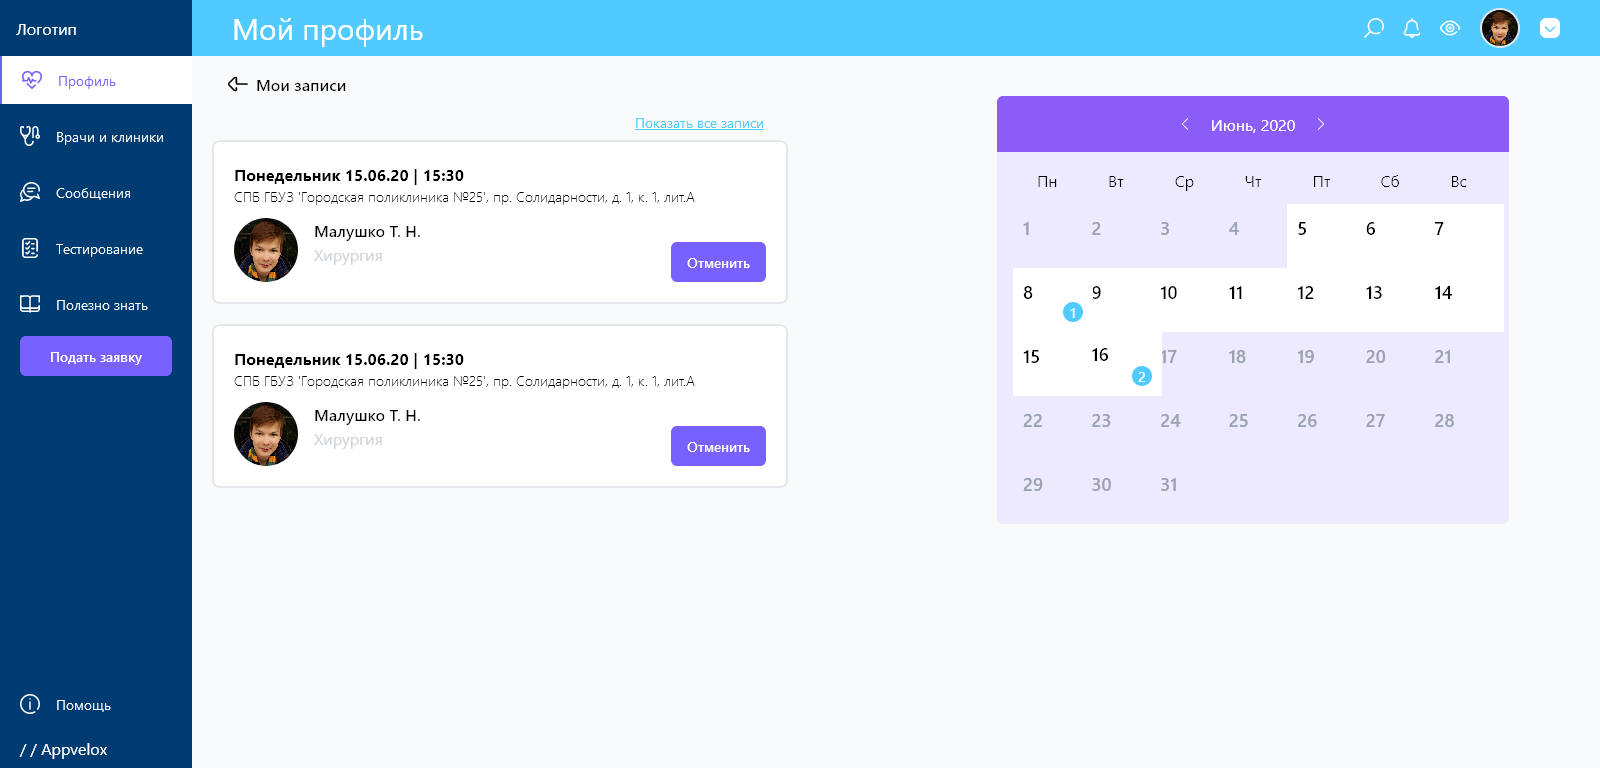 Логотип
Мой профиль
Профиль
Врачи и клиники
Сообщения
Тестирование
Полезно знать
Подать заявку
Помощь
// Appvelox
Мои записи
Показать все записи
Понедельник 15.06.20 | 15:30
СПБ ГБУЗ 'Городская поликлиника №25', пр. Солидарности, д. 1, к. 1, лит.А
Малушко Т. Н.
Хирургия
Отменить
Понедельник 15.06.20 | 15:30
СПБ ГБУЗ 'Городская поликлиника №25', пр. Солидарности, д. 1, к. 1, лит.А
Малушко Т. Н.
Хирургия
Отменить
Июнь, 2020
Пн Вт Ср Чт Пт Сб Вс
1 2 3 4 5 6 7
8 9 10 11 12 13 14
1
15 16 17 18 19 20 21
2
22 23 24 25 26 27 28
29 30 31